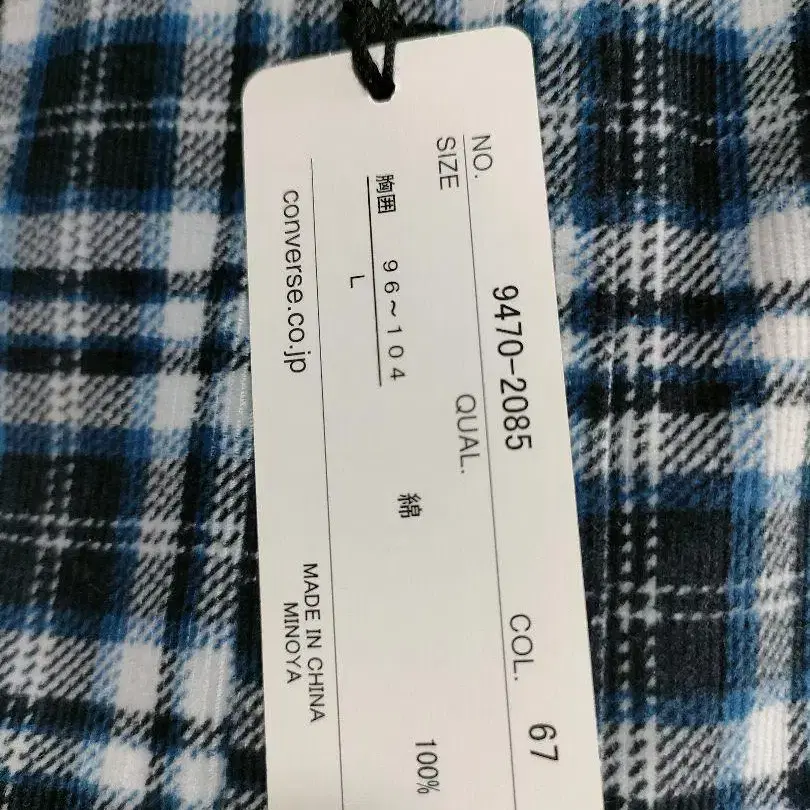 NO. 9470-2085 COL. 67
SIZE QUAL.
胸囲 96~104 綿 100%
L
converse.co.jp MADE IN CHINA
MINOYA